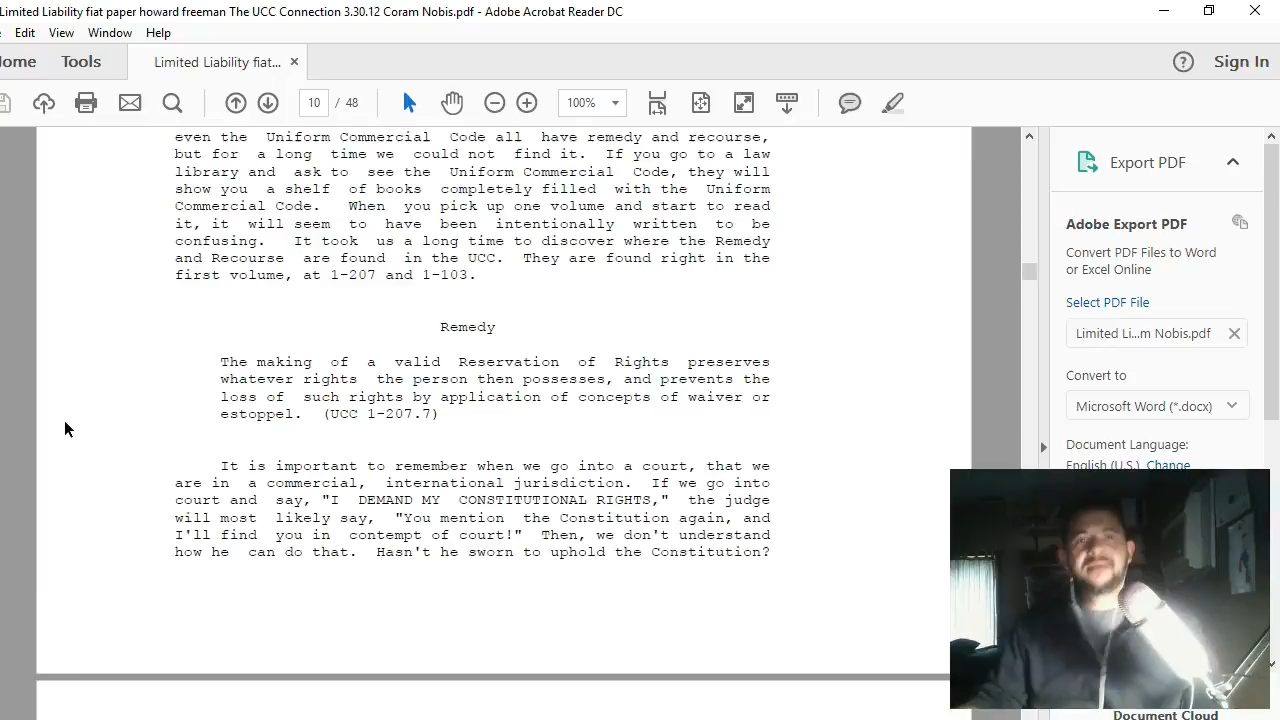 Limited Liability fiat paper howard freeman The UCC Connection 3.30.12 Coram Nobis.pdf - Adobe Acrobat Reader DC
Edit View Window Help
Tools
Limited Liability fiat... ×
Sign In
10 / 48
100%
even the Uniform Commercial Code all have remedy and recourse,
but for a long time we could not find it. If you go to a law
library and ask to see the Uniform Commercial Code, they will
show you a shelf of books completely filled with the Uniform
Commercial Code. When you pick up one volume and start to read
it, it will seem to have been intentionally written to be
confusing. It took us a long time to discover where the Remedy
and Recourse are found in the UCC. They are found right in the
first volume, at 1-207 and 1-103.
Remedy
The making of a valid Reservation of Rights preserves
whatever rights the person then possesses, and prevents the
loss of such rights by application of concepts of waiver or
estoppel. (UCC 1-207.7)
It is important to remember when we go into a court, that we
are in a commercial, international jurisdiction. If we go into
court and say, "I DEMAND MY CONSTITUTIONAL RIGHTS," the judge
will most likely say, "You mention the Constitution again, and
I'll find you in contempt of court!" Then, we don't understand
how he can do that. Hasn't he sworn to uphold the Constitution?
Export PDF
Adobe Export PDF
Convert PDF Files to Word
or Excel Online
Select PDF File
Limited Li...m Nobis.pdf
Convert to
Microsoft Word (*.docx)
Document Language:
English (U.S.) Change
Document Cloud